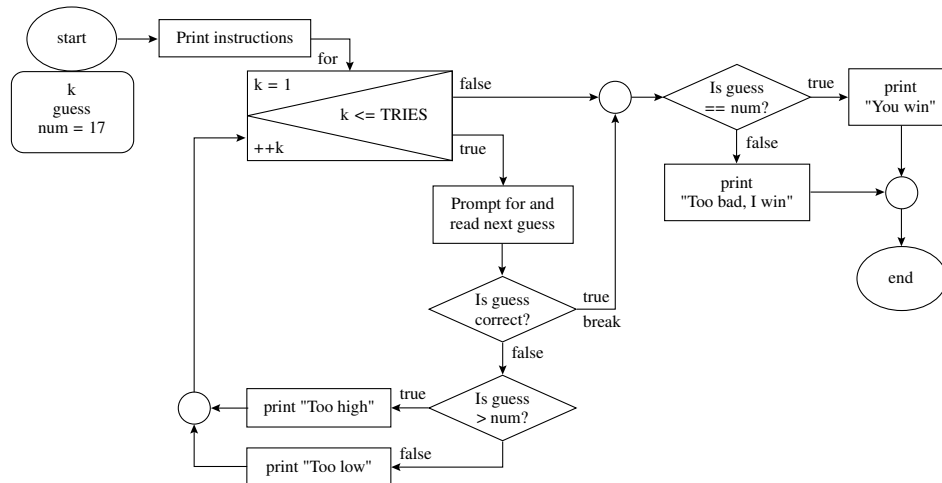 start
Print instructions
k
guess
num = 17
for
k = 1
k <= TRIES
++k
false
true
Prompt for and
read next guess
Is guess
correct?
true
break
false
Is guess
> num?
true
print "Too high"
false
print "Too low"
Is guess
== num?
true
print
"You win"
false
print
"Too bad, I win"
end